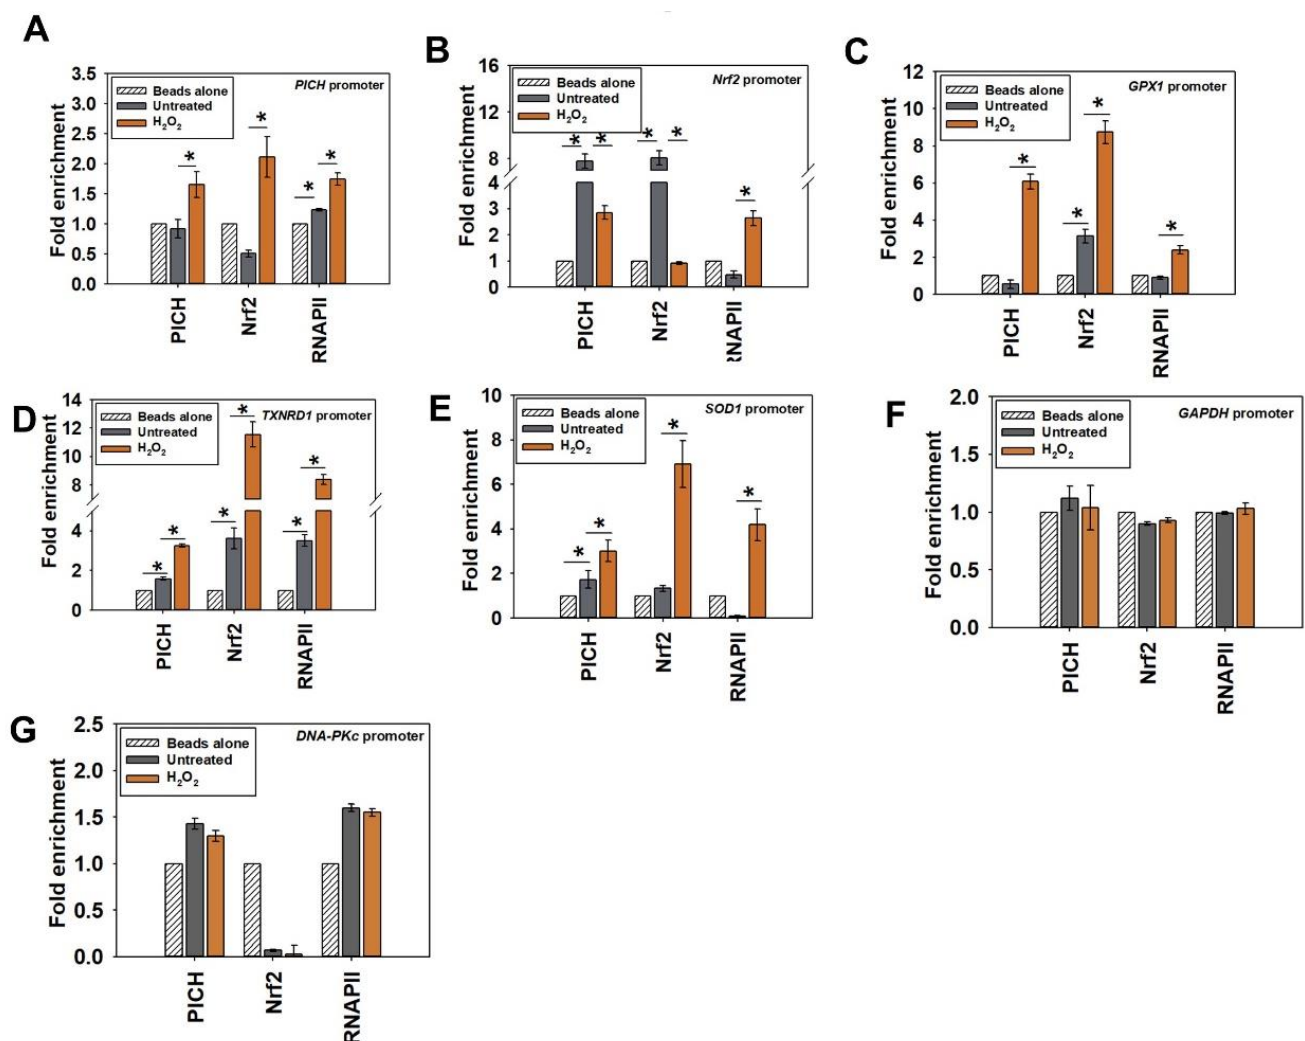 A
3.5
3.0
2.5
2.0
1.5
1.0
0.5
0.0
Fold enrichment
Beads alone
Untreated
H₂O₂
PICH promoter
*
*
*
*
PICH
Nrf2
RNAPII
B
16
12
8
4
3
2
1
0
Fold enrichment
Beads alone
Untreated
H₂O₂
Nrf2 promoter
*
*
*
*
*
PICH
Nrf2
RNAPII
C
12
10
8
6
4
2
0
Fold enrichment
Beads alone
Untreated
H₂O₂
GPX1 promoter
*
*
*
*
PICH
Nrf2
RNAPII
D
14
12
10
8
4
2
0
Fold enrichment
Beads alone
Untreated
H₂O₂
TXNRD1 promoter
*
*
*
*
*
*
PICH
Nrf2
RNAPII
E
10
8
6
4
2
0
Fold enrichment
Beads alone
Untreated
H₂O₂
SOD1 promoter
*
*
*
*
PICH
Nrf2
RNAPII
F
2.0
1.5
1.0
0.5
0.0
Fold enrichment
Beads alone
Untreated
H₂O₂
GAPDH promoter
PICH
Nrf2
RNAPII
G
2.5
2.0
1.5
1.0
0.5
0.0
Fold enrichment
Beads alone
Untreated
H₂O₂
DNA-PKc promoter
PICH
Nrf2
RNAPII